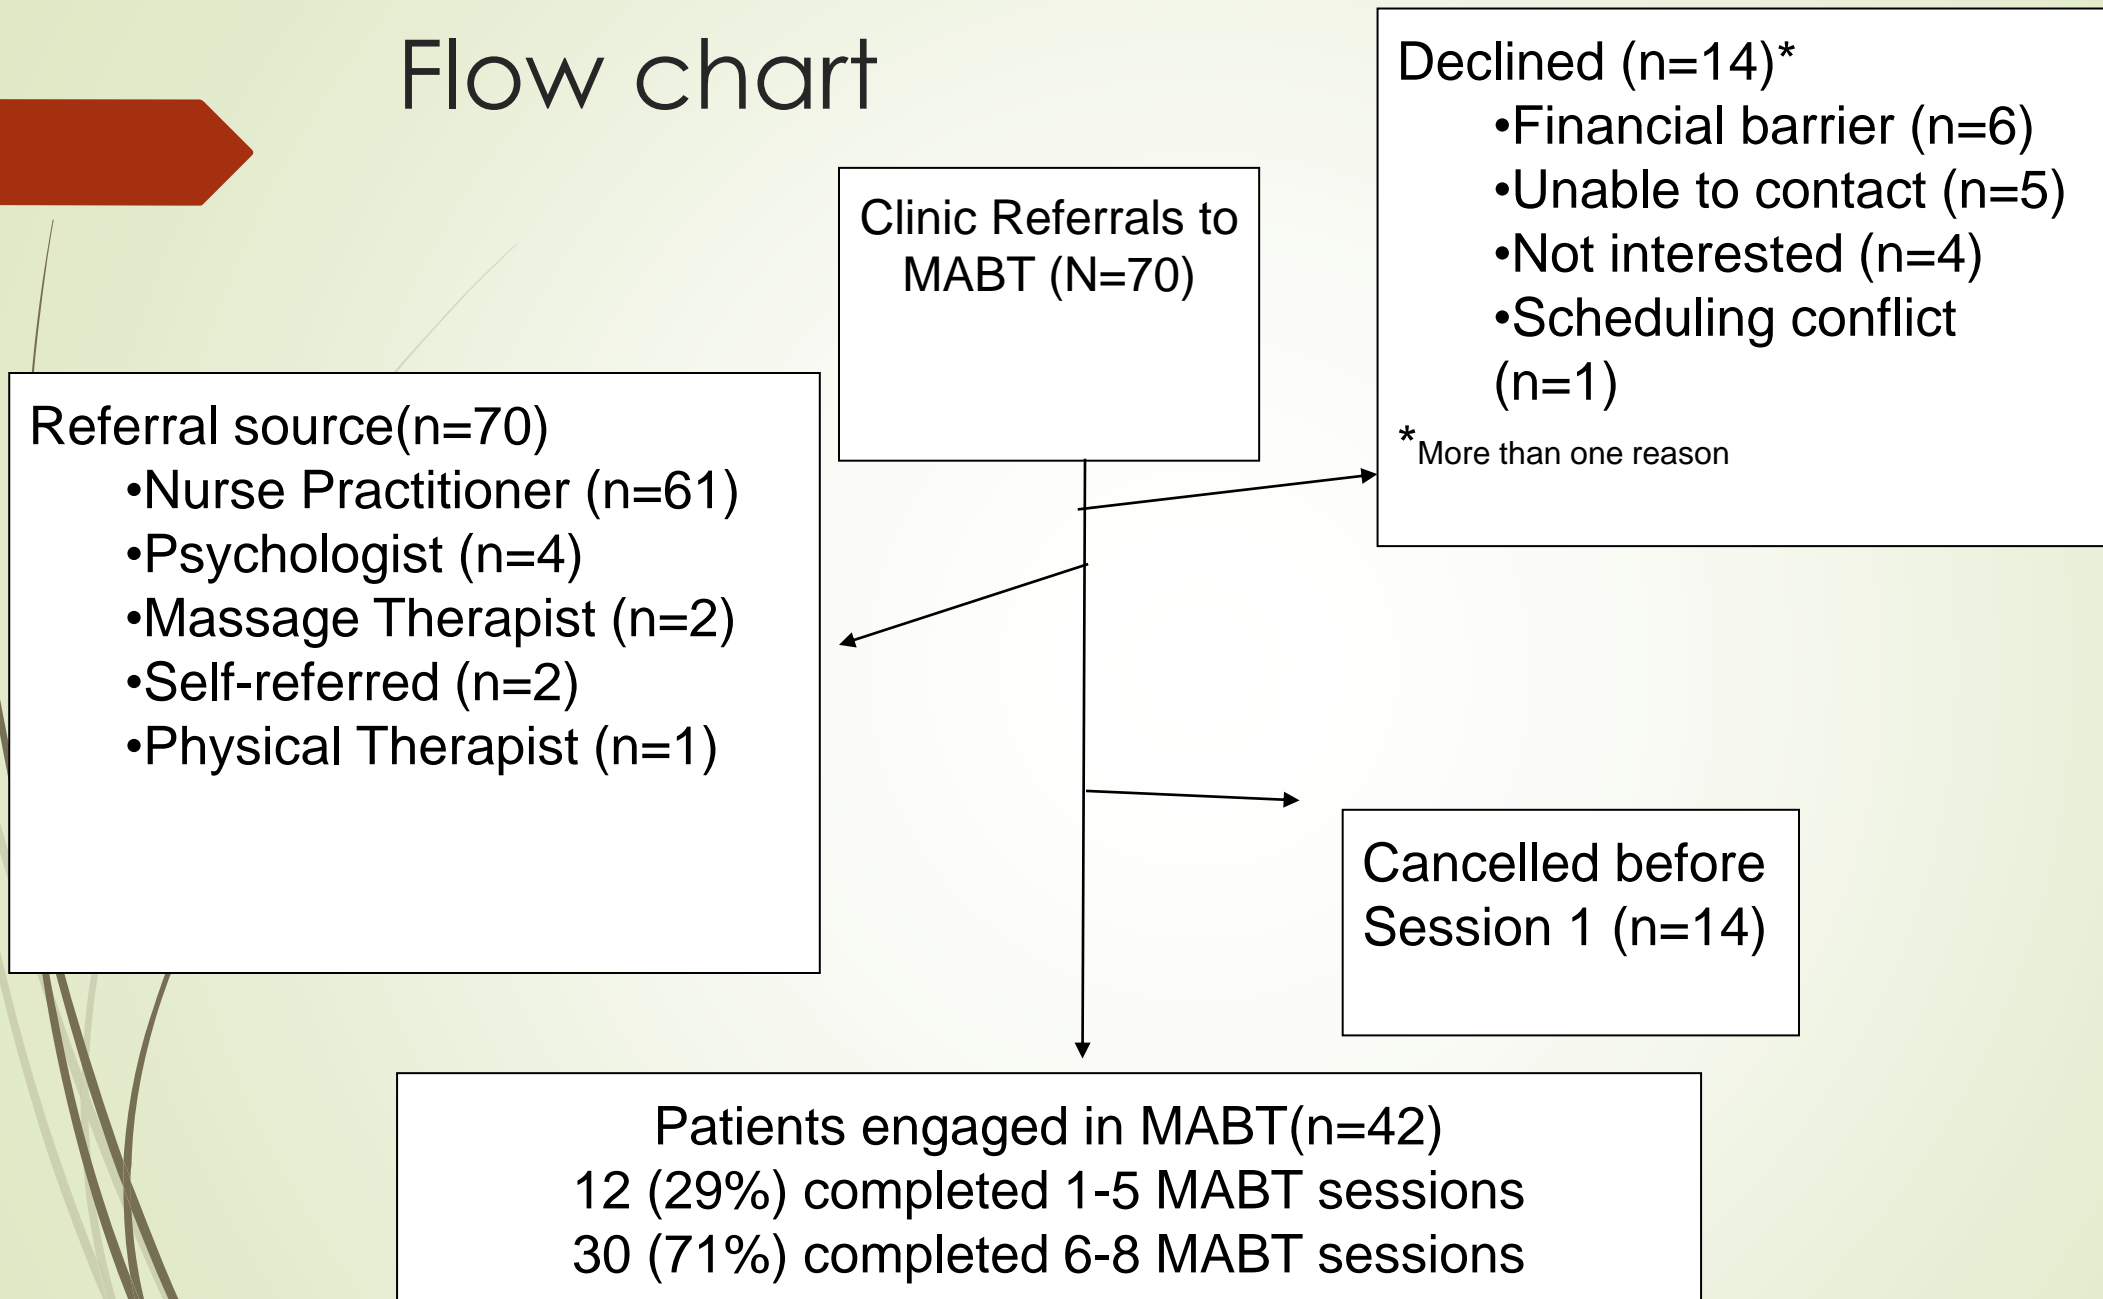 Flow chart
Declined (n=14)*
•Financial barrier (n=6)
•Unable to contact (n=5)
•Not interested (n=4)
•Scheduling conflict
(n=1)
*More than one reason
Clinic Referrals to
MABT (N=70)
Referral source(n=70)
•Nurse Practitioner (n=61)
•Psychologist (n=4)
•Massage Therapist (n=2)
•Self-referred (n=2)
•Physical Therapist (n=1)
Cancelled before
Session 1 (n=14)
Patients engaged in MABT(n=42)
12 (29%) completed 1-5 MABT sessions
30 (71%) completed 6-8 MABT sessions